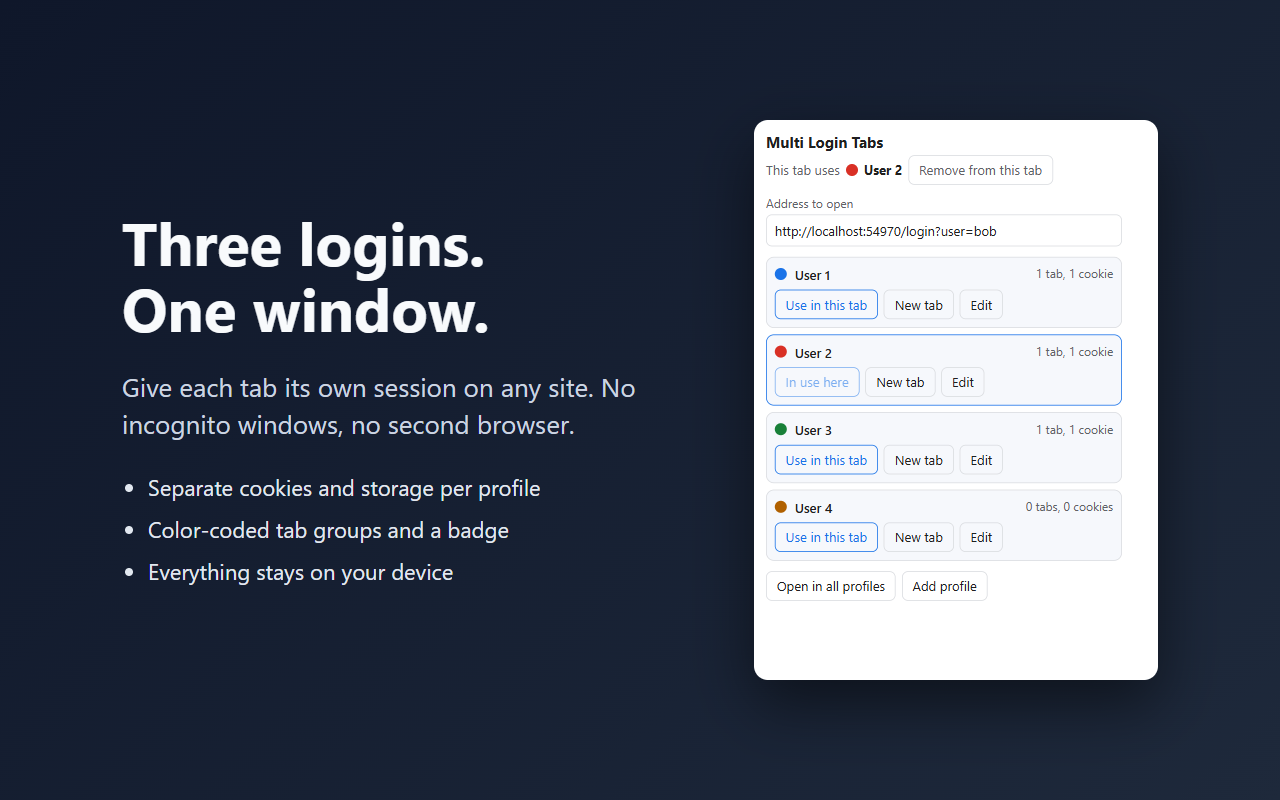 Three logins.
One window.
Give each tab its own session on any site. No
incognito windows, no second browser.
• Separate cookies and storage per profile
• Color-coded tab groups and a badge
• Everything stays on your device
Multi Login Tabs
This tab uses User 2 Remove from this tab
Address to open
http://localhost:54970/login?user=bob
User 1 1 tab, 1 cookie
Use in this tab New tab Edit
User 2 1 tab, 1 cookie
In use here New tab Edit
User 3 1 tab, 1 cookie
Use in this tab New tab Edit
User 4 0 tabs, 0 cookies
Use in this tab New tab Edit
Open in all profiles Add profile